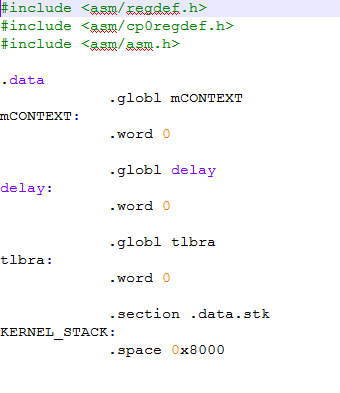 #include <asm/regdef.h>
#include <asm/cp0regdef.h>
#include <asm/asm.h>
.data
.globl mCONTEXT
mCONTEXT:
.word 0
.globl delay
delay:
.word 0
.globl tlbra
tlbra:
.word 0
.section .data.stk
KERNEL_STACK:
.space 0x8000